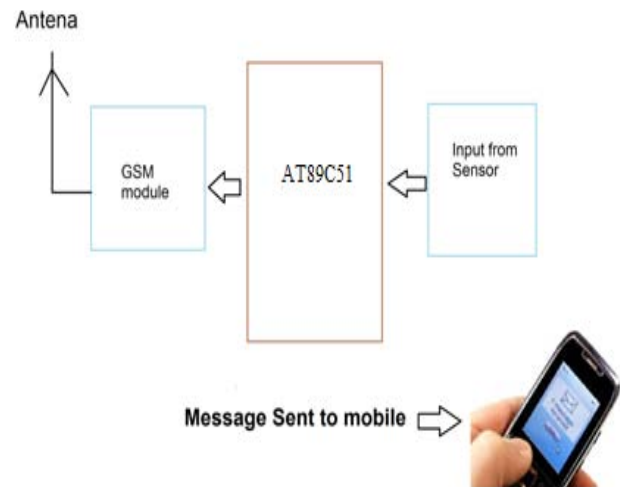 Antena
GSM
module
AT89C51
Input from
Sensor
Message Sent to mobile